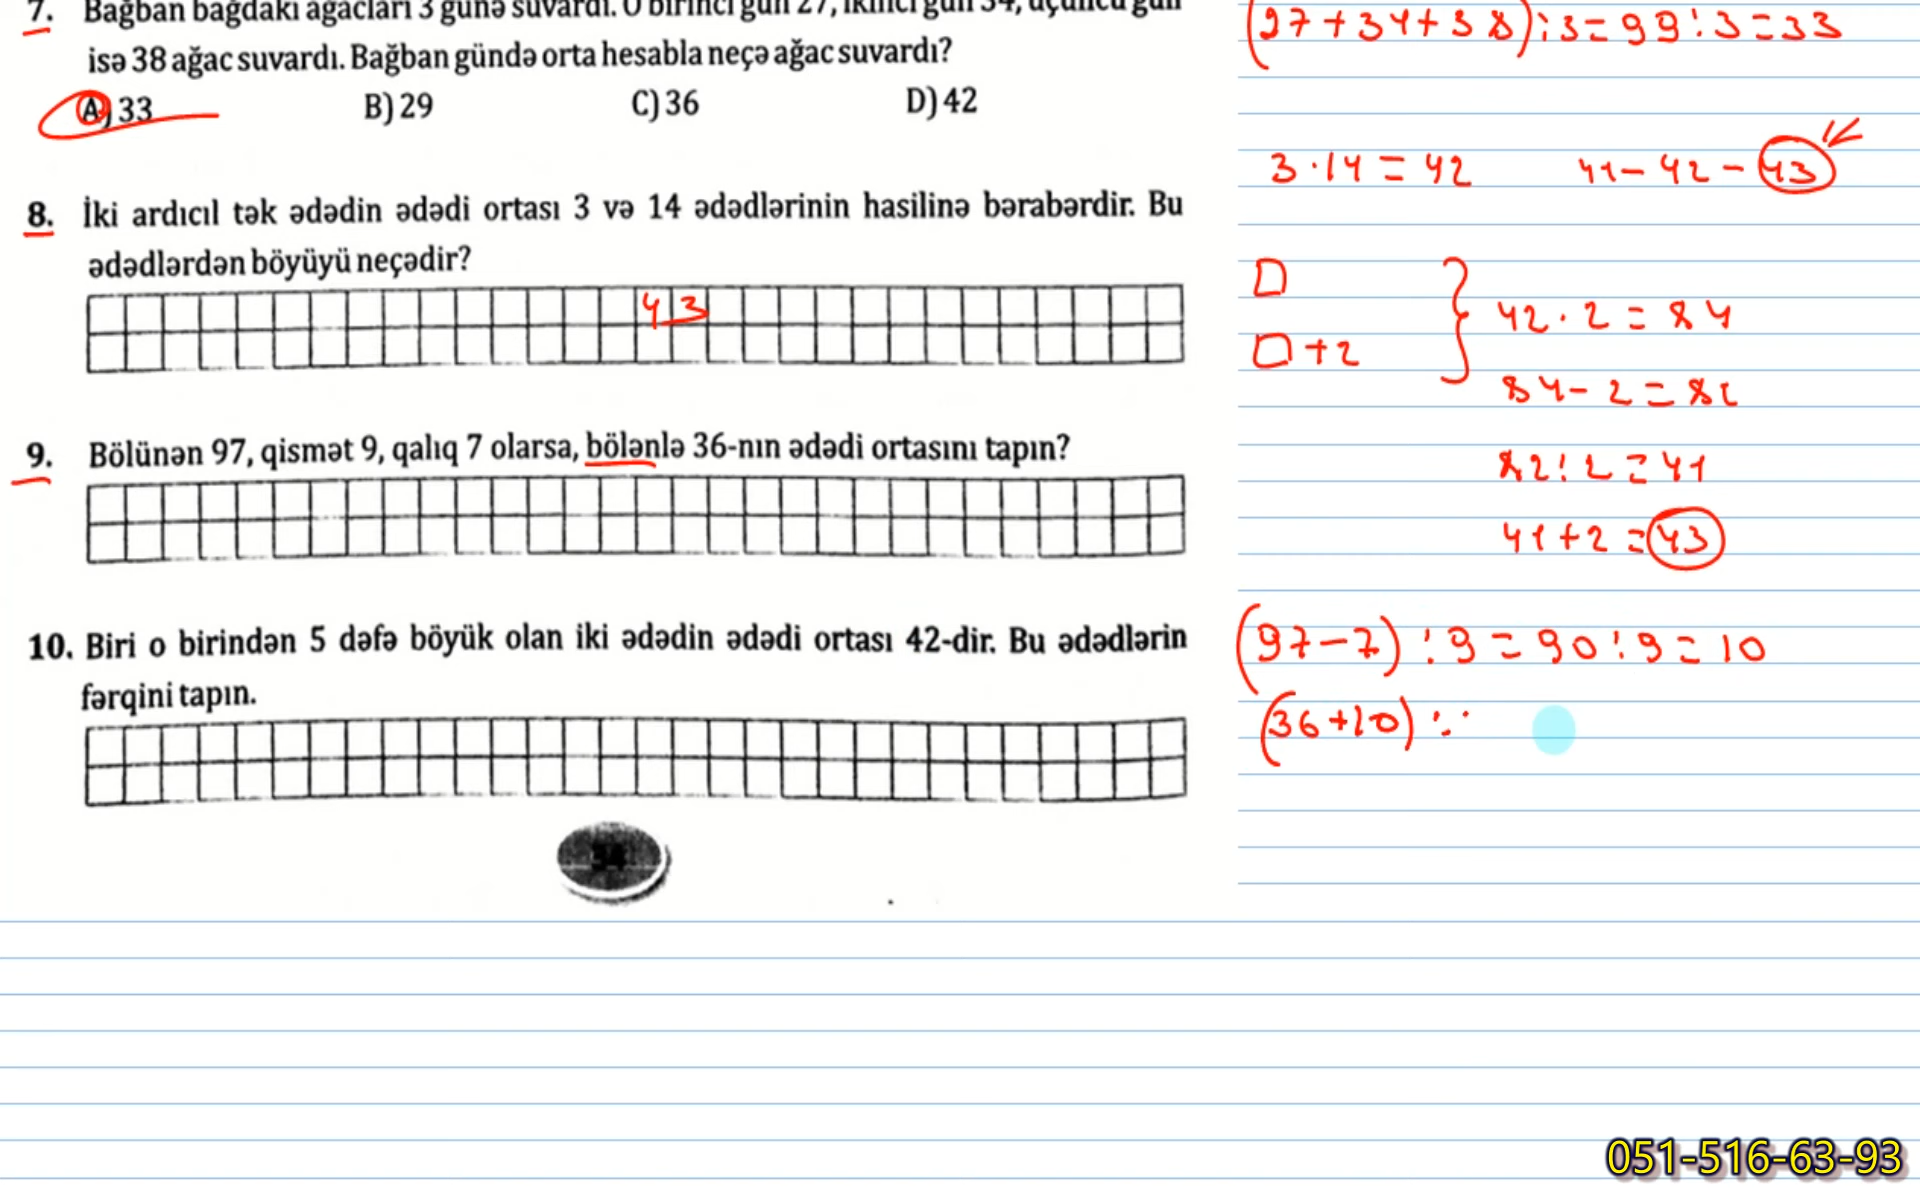 7. Bağban bağdakı ağacları 3 günə suvardı. O birinci gün 27, ikinci gün 34, üçüncü gün
isə 38 ağac suvardı. Bağban gündə orta hesabla neçə ağac suvardı?
A) 33 B) 29 C) 36 D) 42
8. İki ardıcıl tək ədədin ədədi ortası 3 və 14 ədədlərinin hasilinə bərabərdir. Bu
ədədlərdən böyüyü neçədir?
43
9. Bölünən 97, qismət 9, qalıq 7 olarsa, bölənlə 36-nın ədədi ortasını tapın?
10. Biri o birindən 5 dəfə böyük olan iki ədədin ədədi ortası 42-dir. Bu ədədlərin
fərqini tapın.
(27+34+38):3=99:3=33
3·14=42 41-42-43
+2
42·2=84
84-2=82
82:2=41
41+2=43
(97-7):9=90:9=10
(36+10):
051-516-63-93